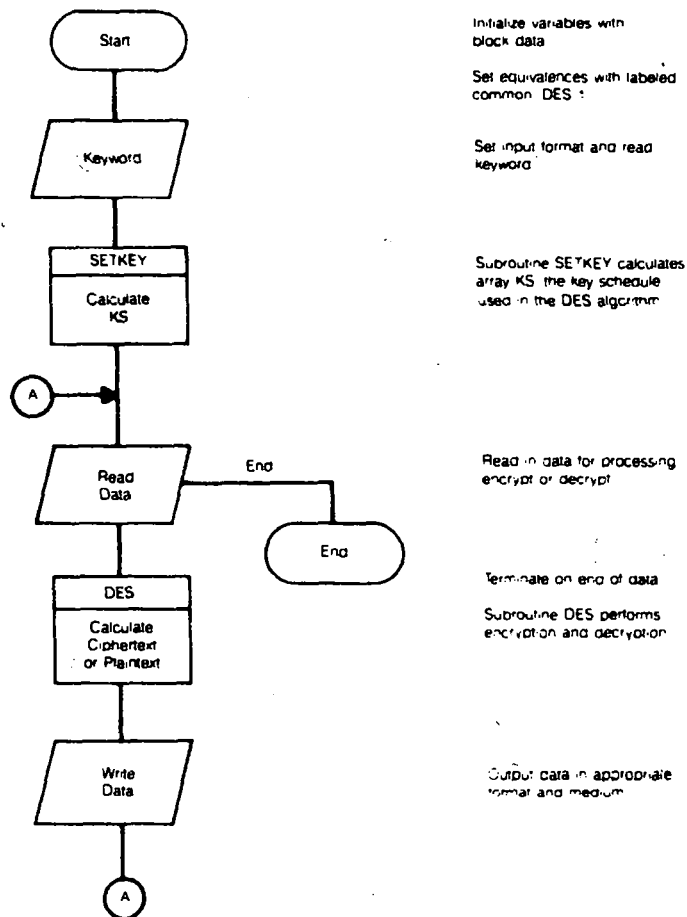 Start
Initialize variables with
block data
Set equivalences with labeled
common DES
Keyword
Set input format and read
keyword
SETKEY
Calculate
KS
Subroutine SETKEY calculates
array KS the key schedule
used in the DES algorithm
A
Read
Data
End
End
Read in data for processing
encrypt or decrypt
Terminate on end of data
DES
Calculate
Ciphertext
or Plaintext
Subroutine DES performs
encryption and decryption
Write
Data
Output data in appropriate
format and medium
A